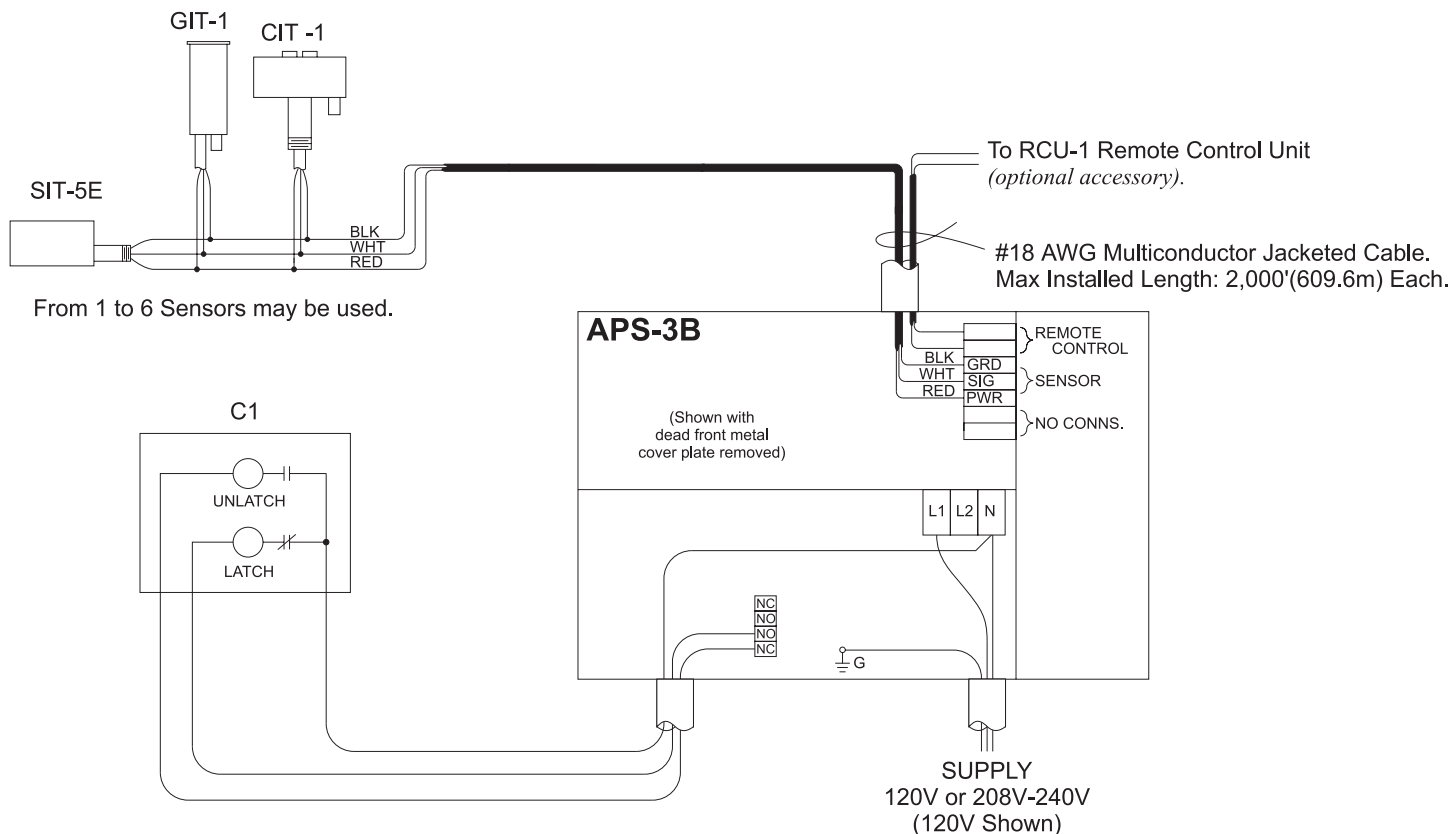 GIT-1
CIT -1
SIT-5E
BLK
WHT
RED
From 1 to 6 Sensors may be used.
To RCU-1 Remote Control Unit
(optional accessory).
#18 AWG Multiconductor Jacketed Cable.
Max Installed Length: 2,000'(609.6m) Each.
APS-3B
REMOTE
CONTROL
BLK GRD
WHT SIG SENSOR
RED PWR
NO CONNS.
(Shown with
dead front metal
cover plate removed)
C1
UNLATCH
LATCH
L1 L2 N
NC
NO
NO
NC
G
SUPPLY
120V or 208V-240V
(120V Shown)